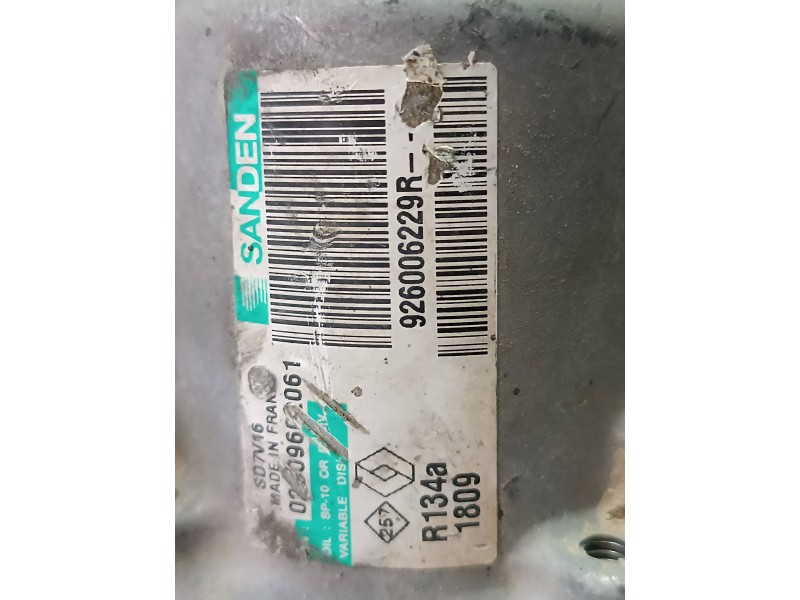 SANDEN
SD7V16
MADE IN FRAN
061
OIL : SP-10 OR
VARIABLE DIS
926006229R--
257
R134a
1809